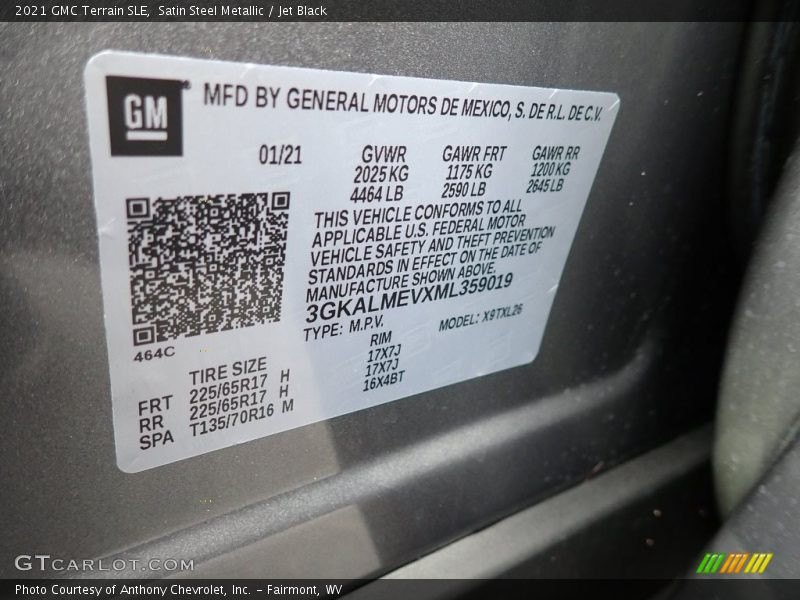 2021 GMC Terrain SLE, Satin Steel Metallic / Jet Black
GM
MFD BY GENERAL MOTORS DE MEXICO, S. DE R.L. DE C.V.
01/21
GVWR
2025 KG
4464 LB
GAWR FRT
1175 KG
2590 LB
GAWR RR
1200 KG
2645 LB
THIS VEHICLE CONFORMS TO ALL
APPLICABLE U.S. FEDERAL MOTOR
VEHICLE SAFETY AND THEFT PREVENTION
STANDARDS IN EFFECT ON THE DATE OF
MANUFACTURE SHOWN ABOVE.
3GKALMEVXML359019
TYPE: M.P.V.
MODEL: X9TXL26
464C
TIRE SIZE RIM
FRT 225/65R17 H 17X7J
RR 225/65R17 H 17X7J
SPA T135/70R16 M 16X4BT
GTCARLOT.COM
Photo Courtesy of Anthony Chevrolet, Inc. – Fairmont, WV